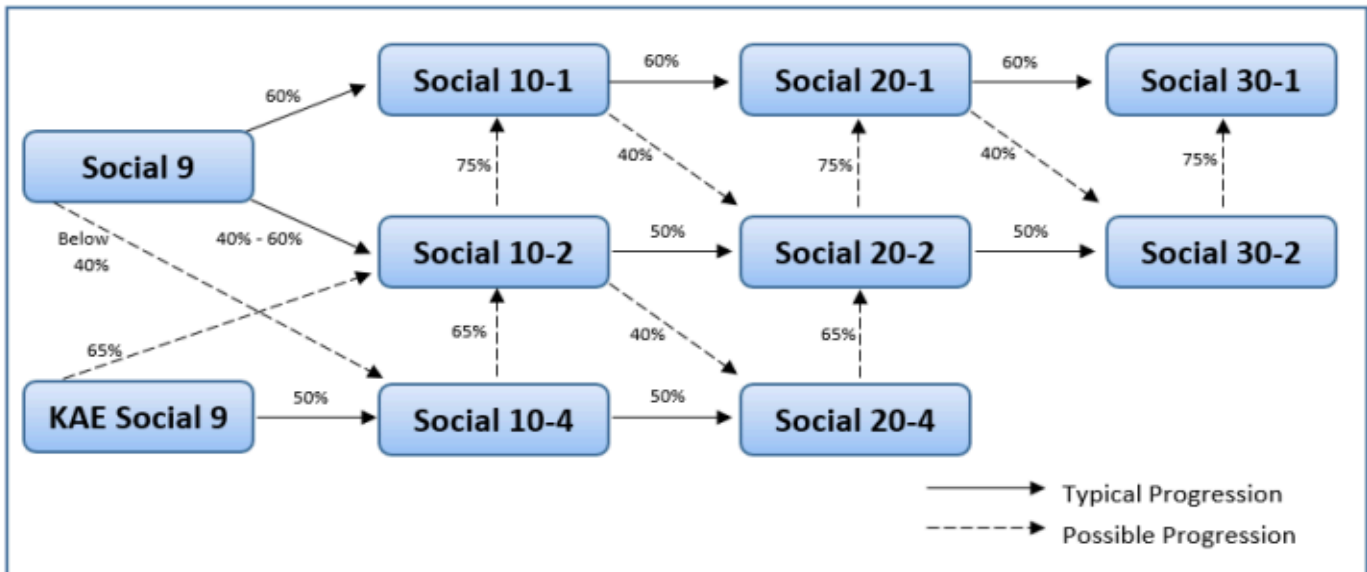 60%
60%
Social 10-1
Social 20-1
Social 30-1
60%
Social 9
75%
40%
75%
40%
75%
Below
40%
40% - 60%
50%
50%
Social 10-2
Social 20-2
Social 30-2
65%
65%
40%
65%
50%
50%
KAE Social 9
Social 10-4
Social 20-4
Typical Progression
Possible Progression